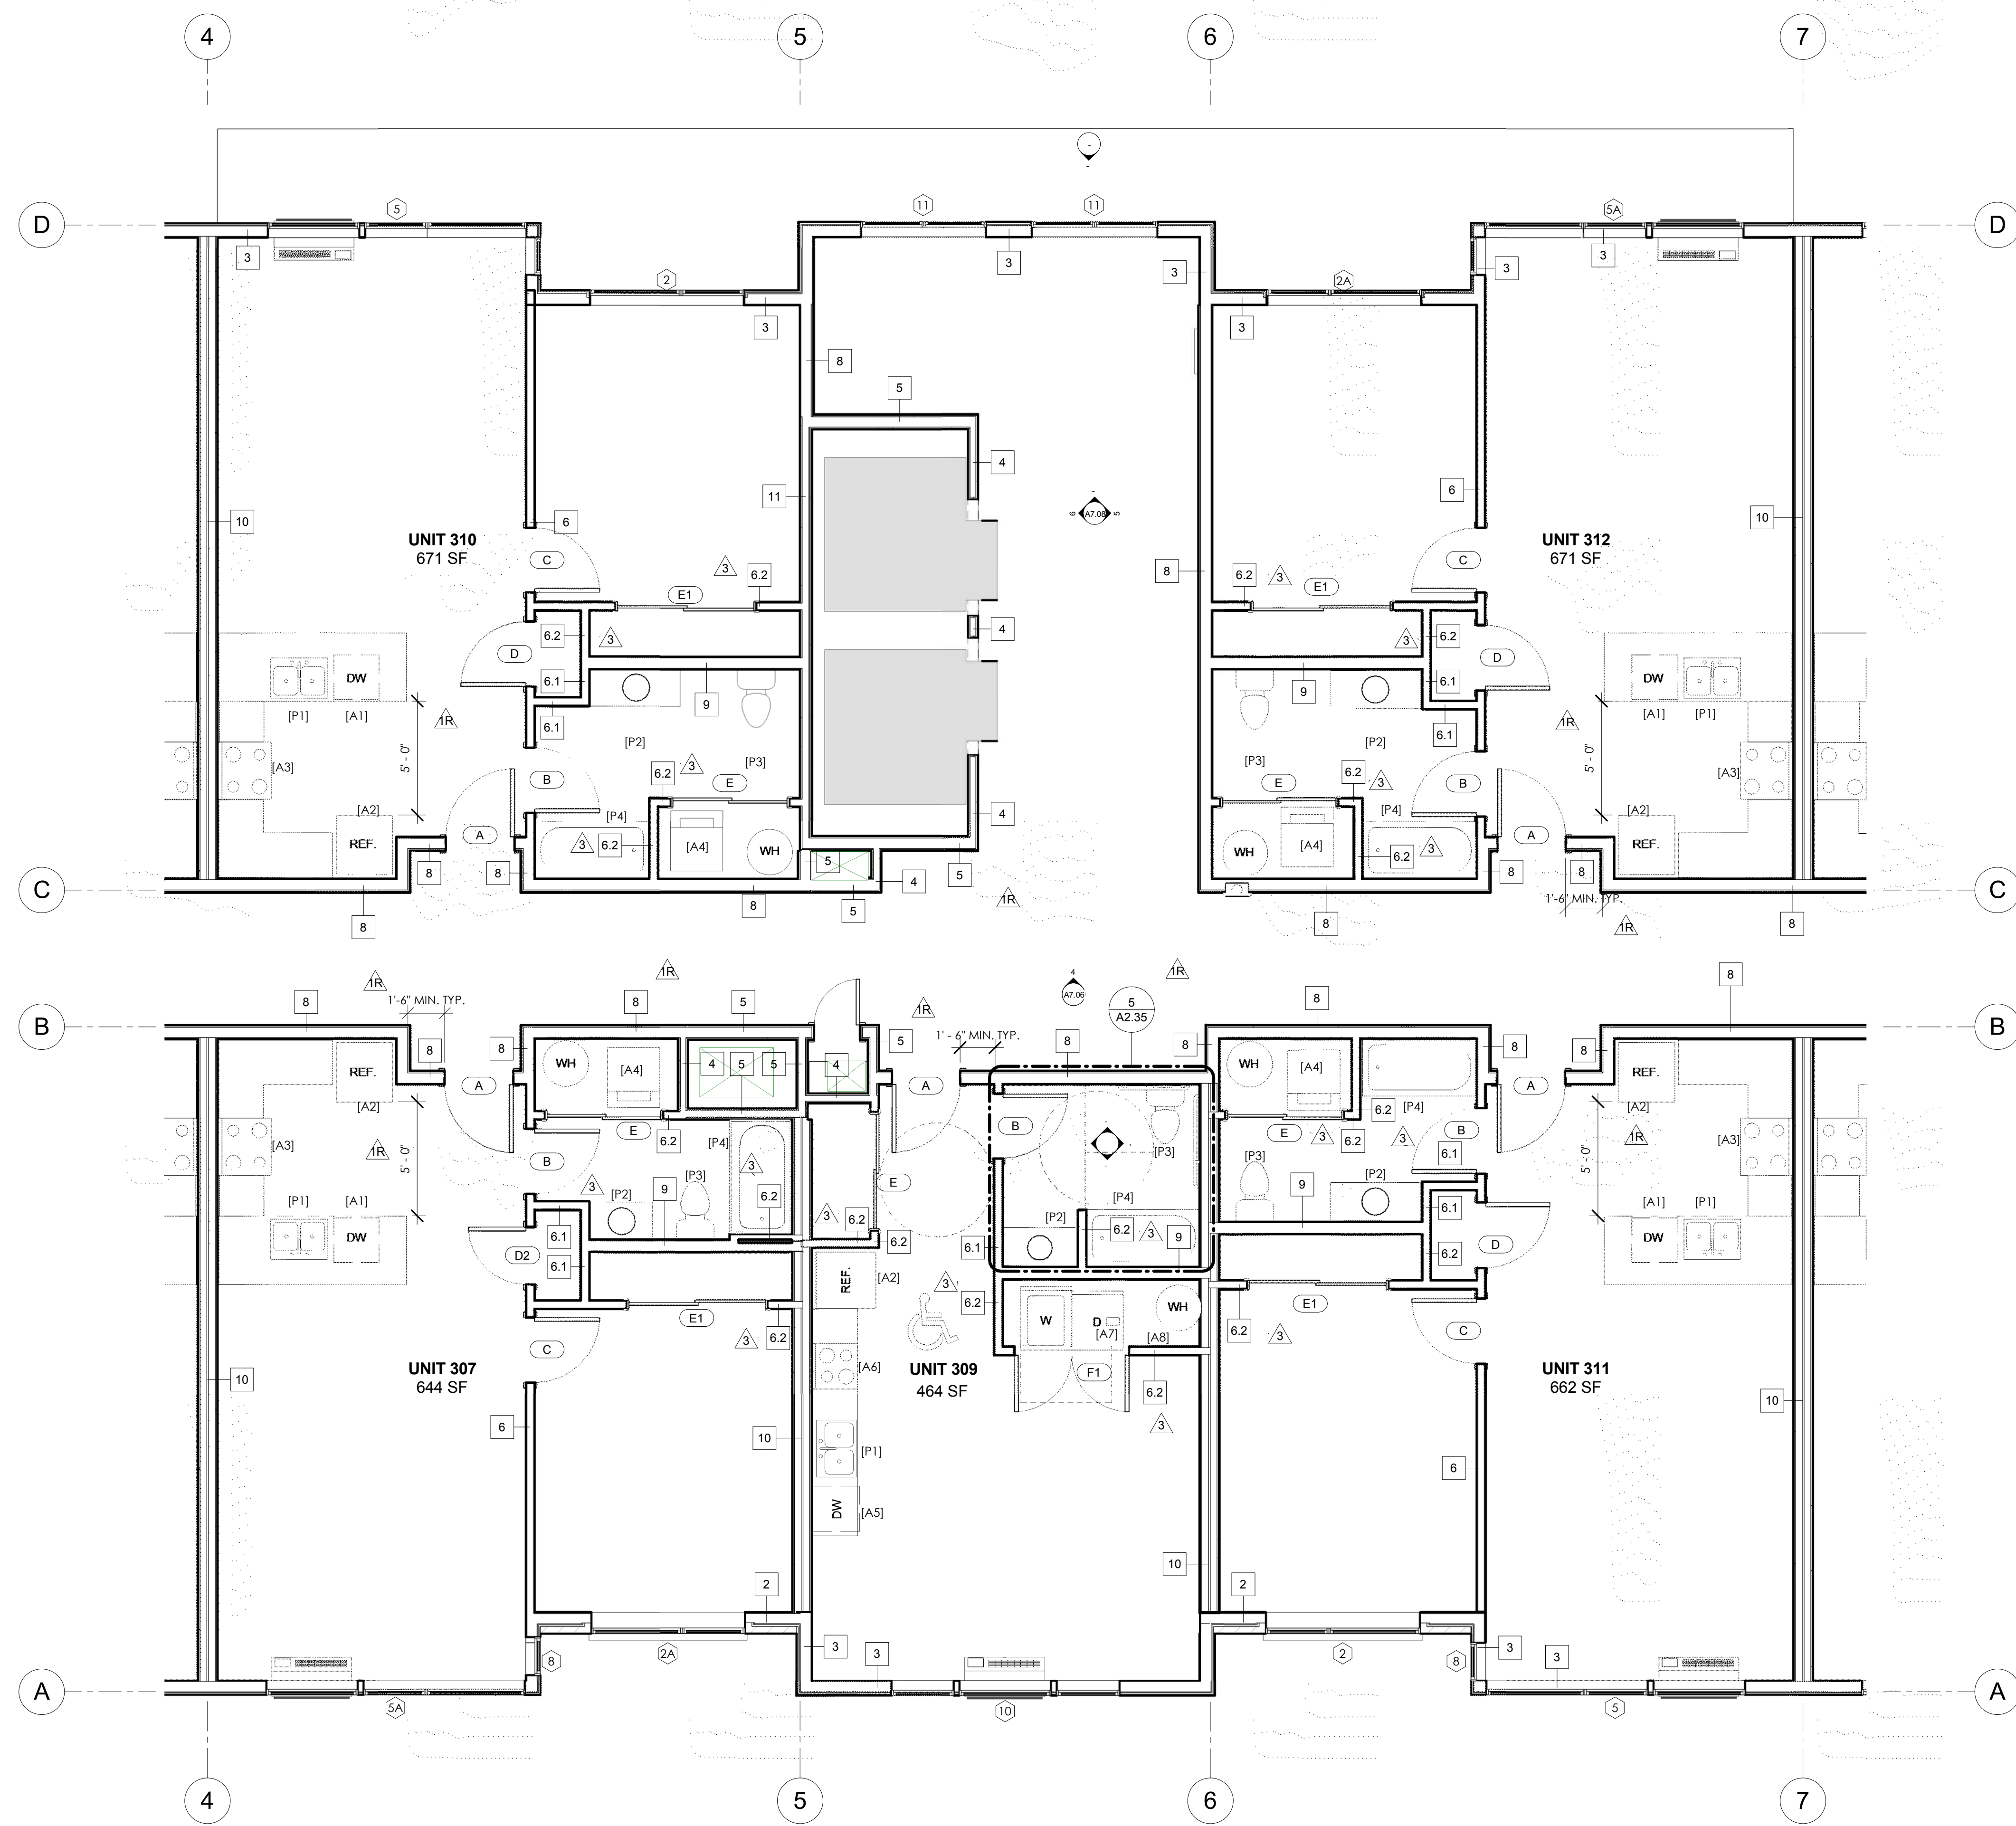 4 5 6 7
-
-
D 5 11 11 5A D
3 3 3 3 3
2 2A
3 3
8
5
4
11 6
10 6 - 10
UNIT 310 6 A7.08 5 UNIT 312
671 SF 671 SF
C C
3 6.2 8 6.2 3
E1 E1
6.2 3 4 3 6.2
D D
6.1 6.1
DW DW
9 9
[P1] [A1] 1R 6.1 6.1 1R [A1] [P1]
[P2] [P2]
5' - 0" [P3] [P3] 5' - 0"
[A3] 6.2 3 6.2 3 [A3]
B E E B
[A2] [P4] 4 [P4] [A2]
A A
REF. 3 6.2 [A4] WH WH [A4] 6.2 3 REF.
5
8 8 4 5 8 8
C C
8 5 1R 1'-6" MIN. TYP.
8 8 1R 8
1R 1R 4 1R 8
1'-6" MIN. TYP. A7.06
8 8 5 1R 5 8
A2.35
B B
1' - 6" MIN. TYP.
8 8 5 8 8 8 8
WH [A4] 4 5 5 4 WH [A4]
REF. REF.
A A A
[A2] 6.2 [A2]
[P4] [P4]
E 6.2 B E 3 6.2 3 B
[A3] 1R 5' - 0" [P4] - 1R 5' - 0" [A3]
B 3 - [P3] [P3] 6.1
3 [P3] E
[P2] 9 6.2 [P4] 9 [P2]
[P1] [A1] [A1] [P1]
3 6.2 [P2] 6.2 3 6.1
DW 6.1 DW
D2 6.2 6.1 9 D
6.1 6.2
REF. [A2] 3
6.2 WH
E1 W D E1
3 6.2 [A7] [A8] 6.2 3 C
C
UNIT 307 [A6] UNIT 309 F1 UNIT 311
644 SF 464 SF 662 SF
10 6.2 10
6 10 [P1] 3 6
DW [A5]
10
2 2
3 3 3 3
8 2A 2 8
A A
5A 10 5
4 5 6 7